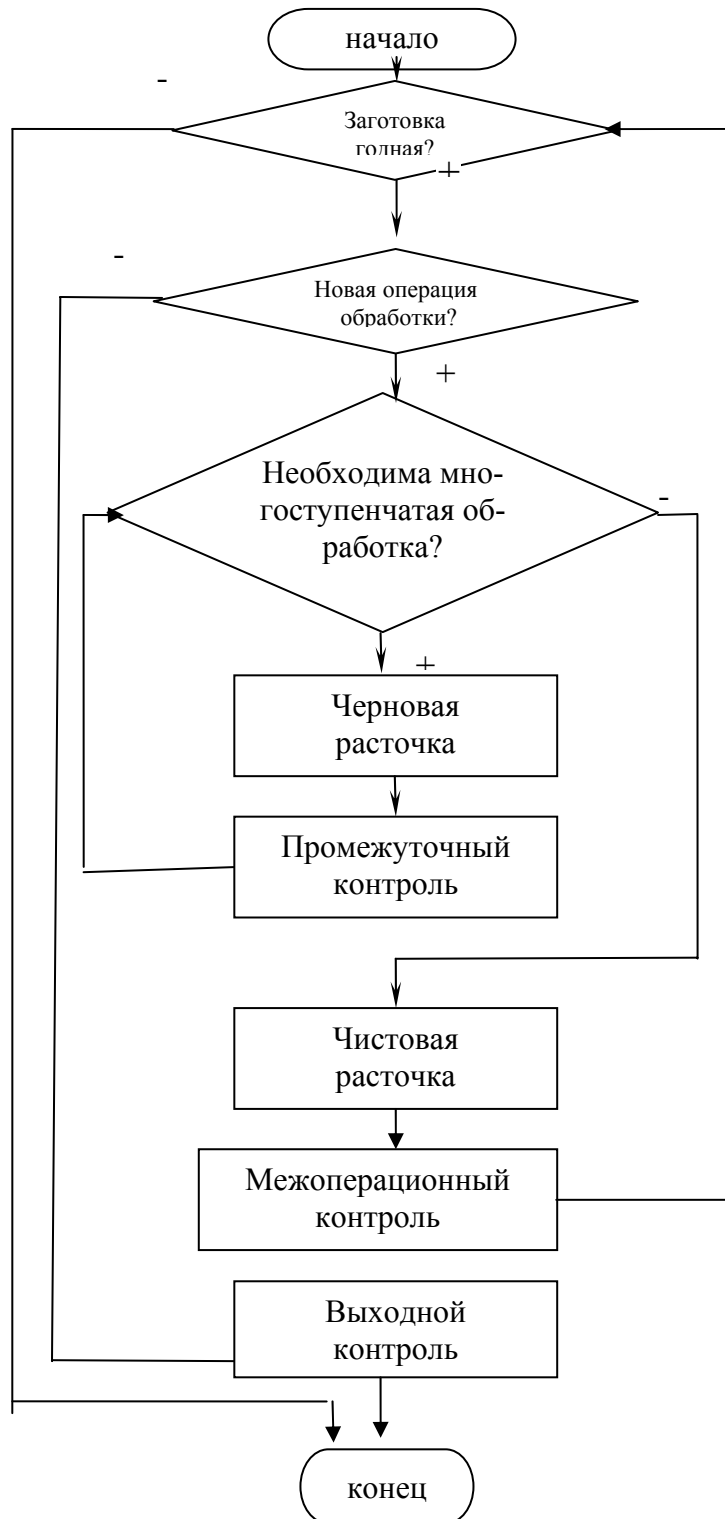 начало
-
Заготовка
годная?
+
-
Новая операция
обработки?
+
Необходима мно-
гоступенчатая об-
работка?
-
+
Черновая
расточка
Промежуточный
контроль
Чистовая
расточка
Межоперационный
контроль
Выходной
контроль
конец